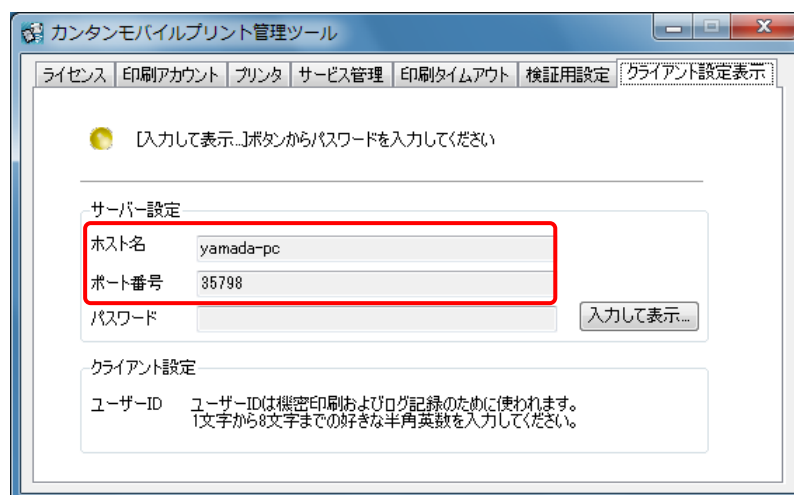 カンタンモバイルプリント管理ツール
ライセンス 印刷アカウント プリンタ サービス管理 印刷タイムアウト 検証用設定 クライアント設定表示
[入力して表示...]ボタンからパスワードを入力してください
サーバー設定
ホスト名 yamada-pc
ポート番号 35798
パスワード 入力して表示...
クライアント設定
ユーザーID ユーザーIDは機密印刷およびログ記録のために使われます。
1文字から8文字までの好きな半角英数を入力してください。